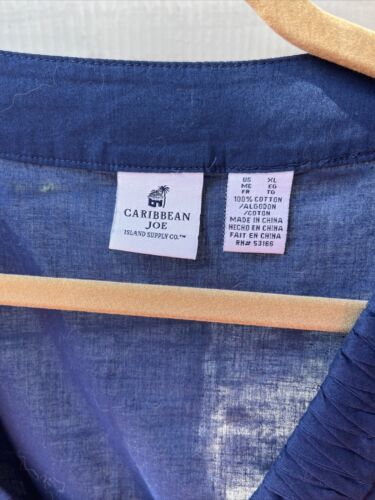 CARIBBEAN
JOE
ISLAND SUPPLY CO.™
US XL
ME EG
FR TG
100% COTTON
/ALGODON
/COTON
MADE IN CHINA
HECHO EN CHINA
FAIT EN CHINA
RN# 53166